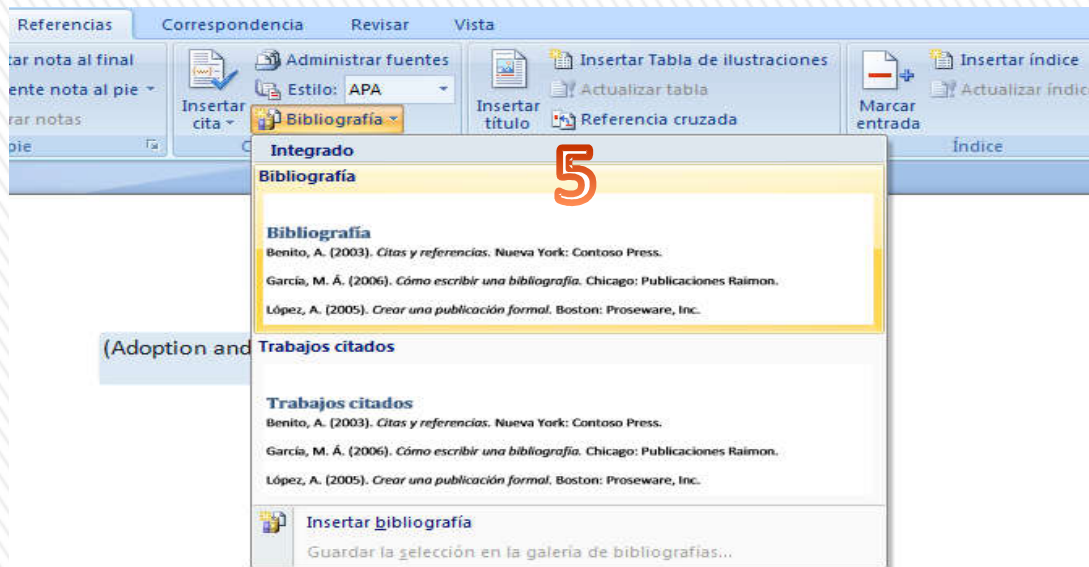 Referencias Correspondencia Revisar Vista
tar nota al final
ente nota al pie
rar notas
pie
Insertar cita
Administrar fuentes
Estilo: APA
Bibliografía
Insertar título
Insertar Tabla de ilustraciones
Actualizar tabla
Referencia cruzada
Marcar entrada
Insertar índice
Actualizar índic
Índice
C
Integrado
5
Bibliografía
Bibliografía
Benito, A. (2003). Citas y referencias. Nueva York: Contoso Press.
García, M. Á. (2006). Cómo escribir una bibliografía. Chicago: Publicaciones Raimon.
López, A. (2005). Crear una publicación formal. Boston: Proseware, Inc.
(Adoption and
Trabajos citados
Trabajos citados
Benito, A. (2003). Citas y referencias. Nueva York: Contoso Press.
García, M. Á. (2006). Cómo escribir una bibliografía. Chicago: Publicaciones Raimon.
López, A. (2005). Crear una publicación formal. Boston: Proseware, Inc.
Insertar bibliografía
Guardar la selección en la galería de bibliografías...